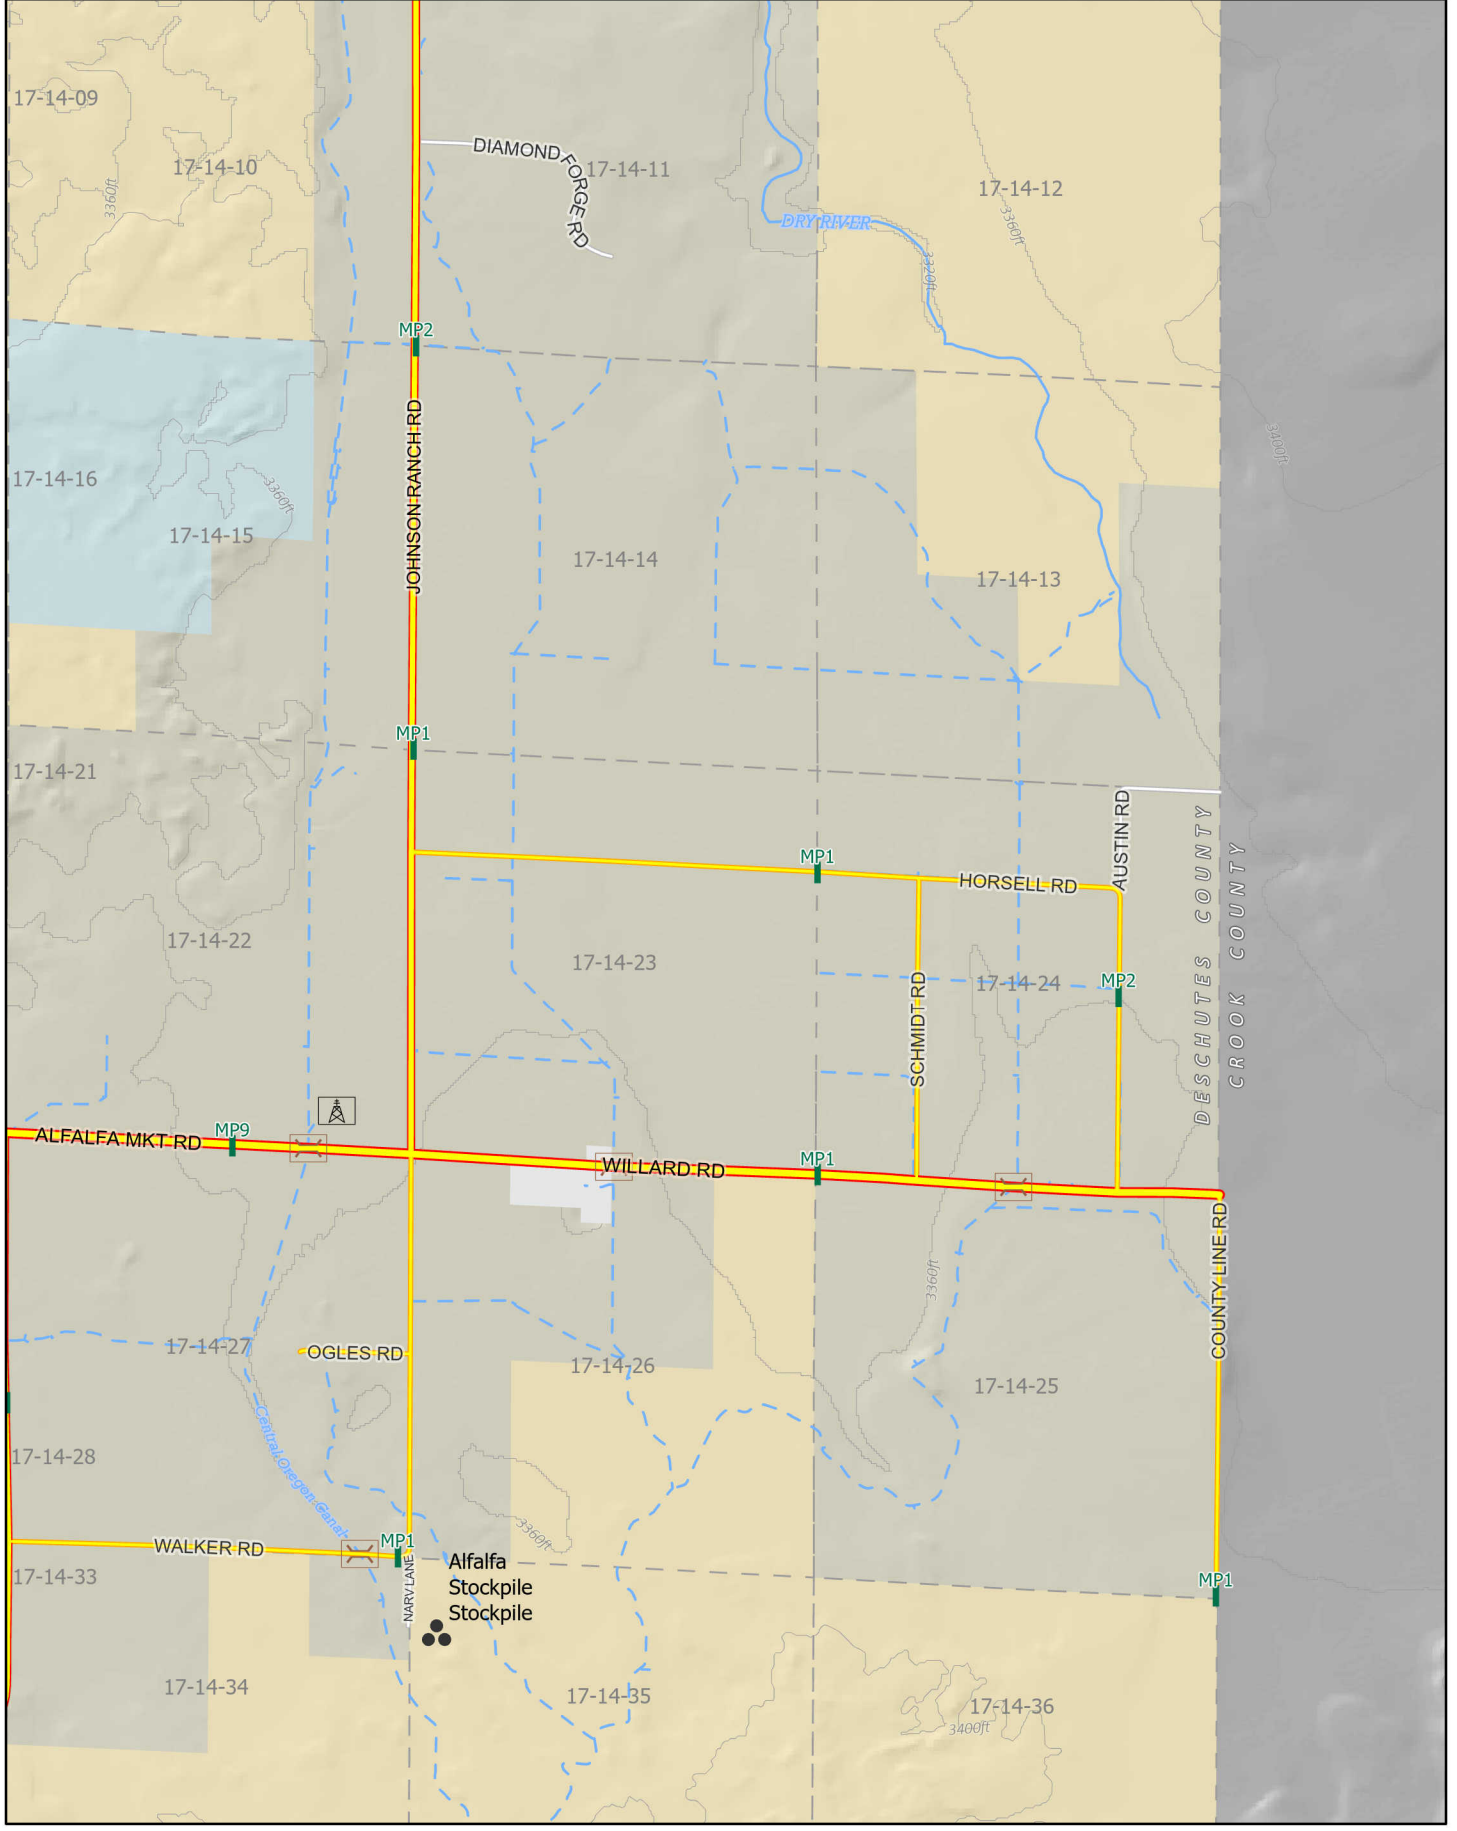 17-14-09
17-14-10
3360ft
DIAMOND FORGE RD
17-14-11
17-14-12
DRY RIVER
3360ft
3320ft
MP2
JOHNSON RANCH RD
3400ft
17-14-16
3360ft
17-14-15
17-14-14
17-14-13
MP1
17-14-21
AUSTIN RD
DESCHUTES COUNTY
CROOK COUNTY
MP1
HORSELL RD
17-14-22
17-14-23
SCHMIDT RD
17-14-24
MP2
ALFALFA MKT RD
MP9
WILLARD RD
MP1
COUNTY LINE RD
3360ft
17-14-27
OGLES RD
17-14-26
17-14-25
Central Oregon Canal
17-14-28
3360ft
WALKER RD
MP1
NARV LANE
Alfalfa
Stockpile
Stockpile
17-14-33
MP1
17-14-34
17-14-35
17-14-36
3400ft